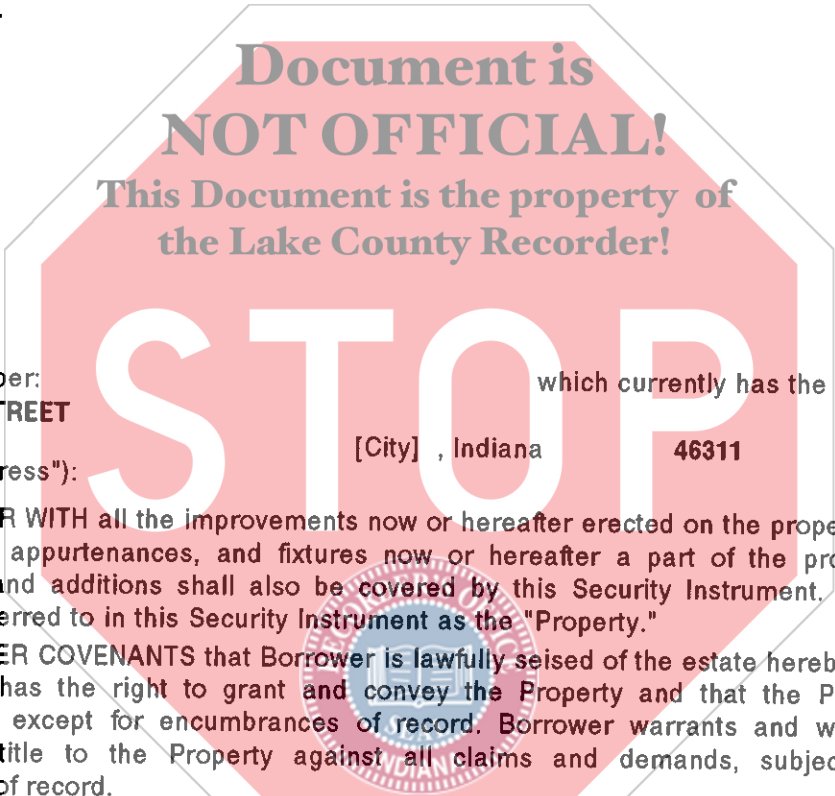 Document is
NOT OFFICIAL!
This Document is the property of
the Lake County Recorder!
STOP
ber: which currently has the
TREET
[City] , Indiana 46311
ress"):
R WITH all the improvements now or hereafter erected on the prope
appurtenances, and fixtures now or hereafter a part of the pro
nd additions shall also be covered by this Security Instrument.
erred to in this Security Instrument as the "Property."
ER COVENANTS that Borrower is lawfully seised of the estate hereb
has the right to grant and convey the Property and that the P
except for encumbrances of record. Borrower warrants and w
title to the Property against all claims and demands, subjec
of record.